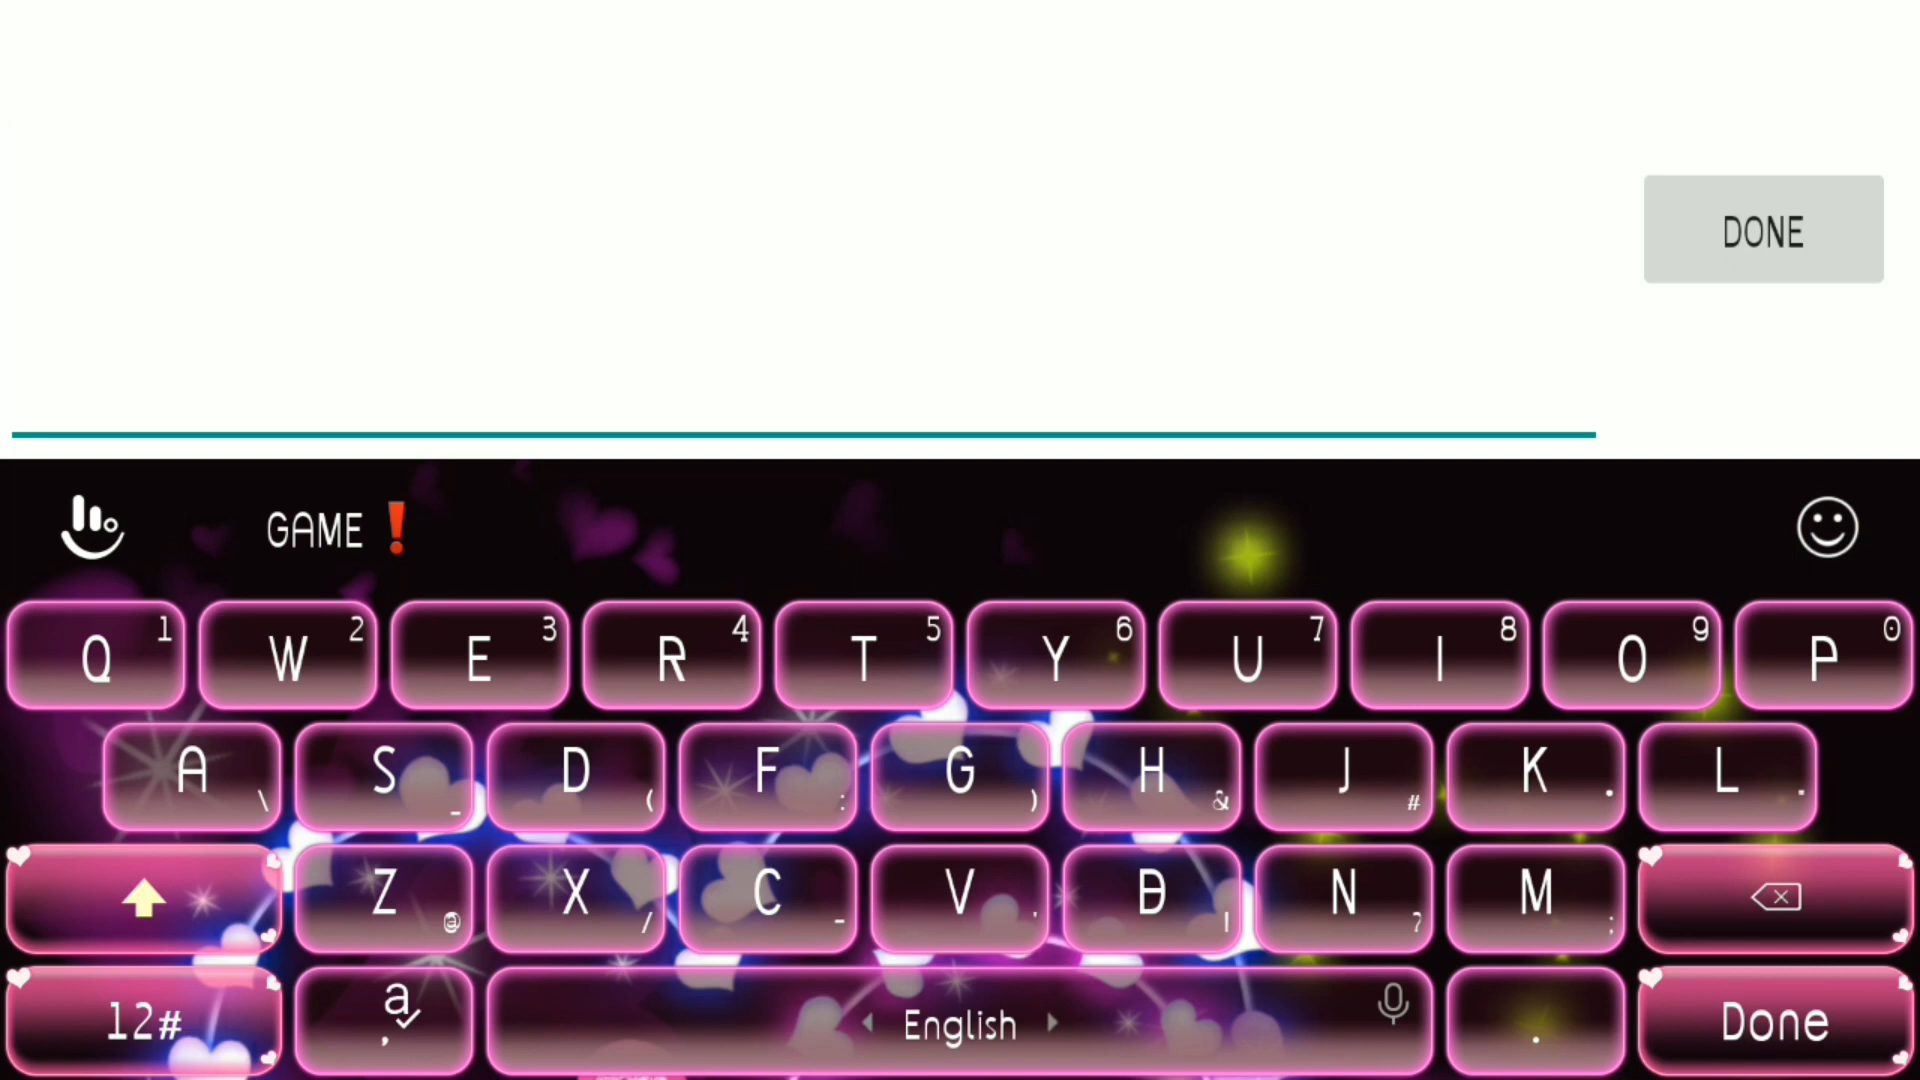 DONE
GAME ❗
Q 1 W 2 E 3 R 4 T 5 Y 6 U 7 I 8 O 9 P 0
A \ S _ D ( F : G ) H & J # K . L .
Z @ X / C - V ' B ! N ? M ;
12# a , English . Done